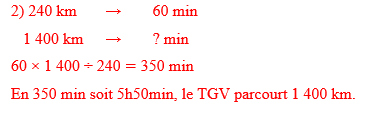 2) 240 km → 60 min
1 400 km → ? min
60 × 1 400 ÷ 240 = 350 min
En 350 min soit 5h50min, le TGV parcourt 1 400 km.